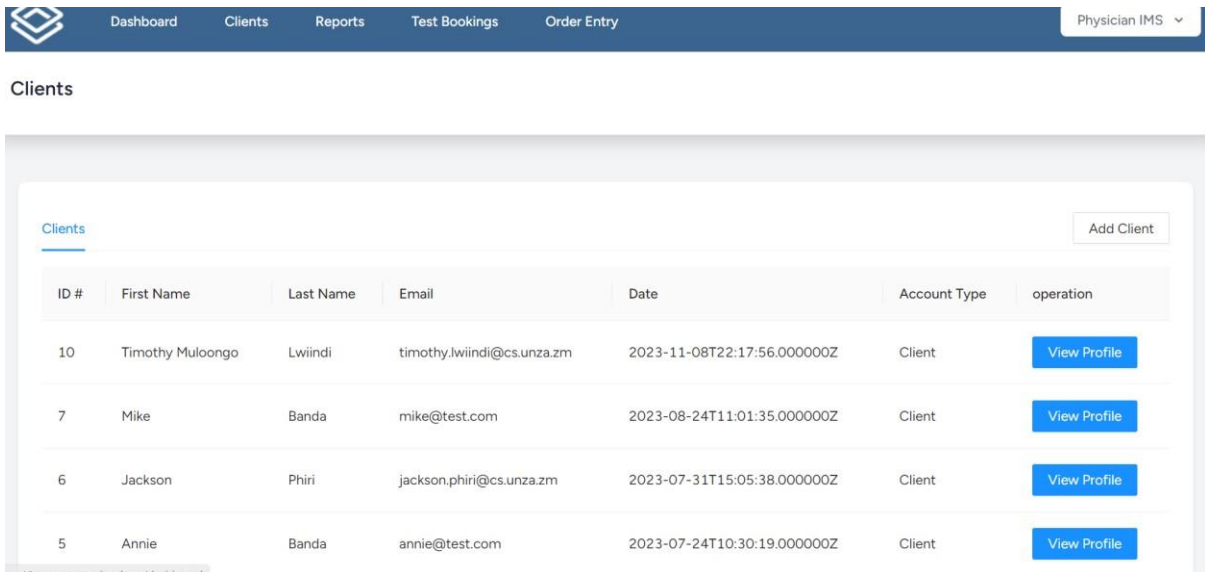 Dashboard Clients Reports Test Bookings Order Entry Physician IMS
Clients
Clients Add Client
ID # First Name Last Name Email Date Account Type operation
10 Timothy Muloongo Lwiindi timothy.lwiindi@cs.unza.zm 2023-11-08T22:17:56.000000Z Client View Profile
7 Mike Banda mike@test.com 2023-08-24T11:01:35.000000Z Client View Profile
6 Jackson Phiri jackson.phiri@cs.unza.zm 2023-07-31T15:05:38.000000Z Client View Profile
5 Annie Banda annie@test.com 2023-07-24T10:30:19.000000Z Client View Profile